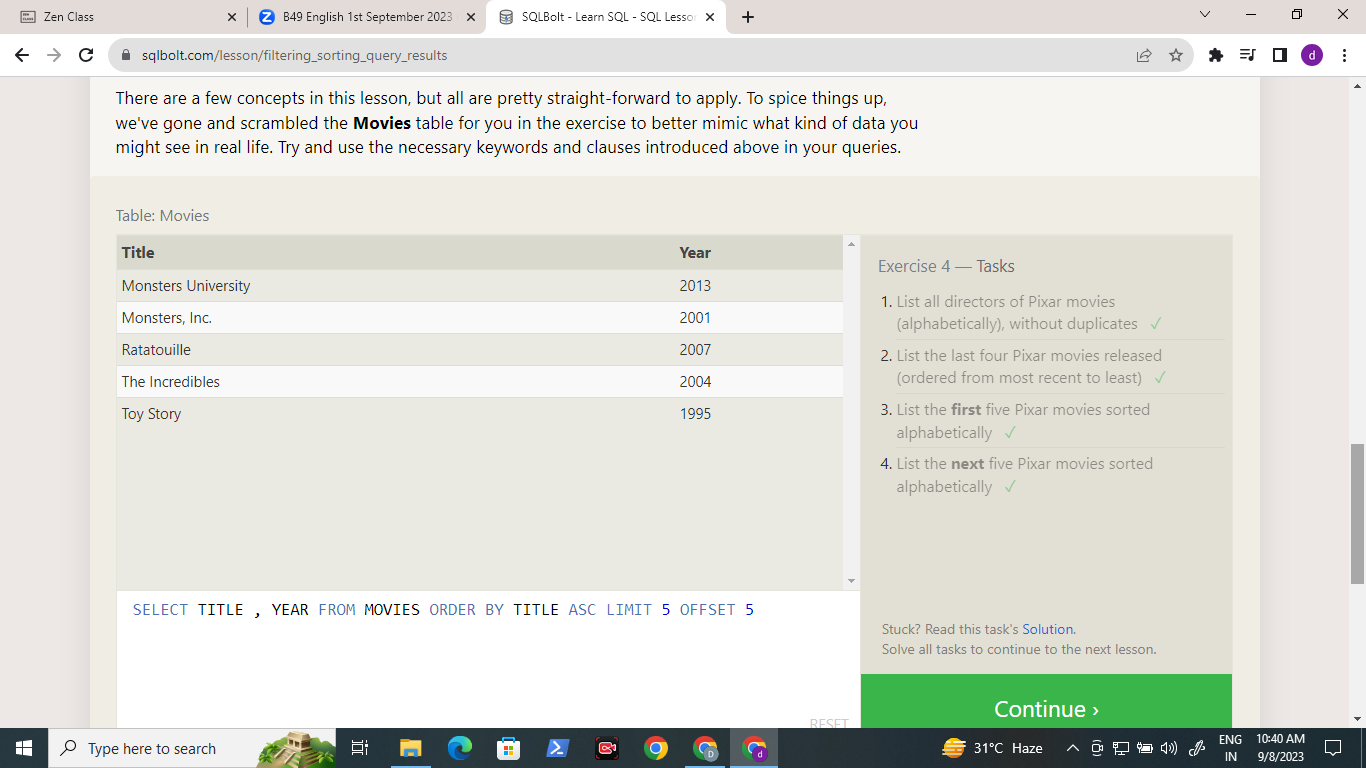 Zen Class
B49 English 1st September 2023
SQLBolt - Learn SQL - SQL Lesso
sqlbolt.com/lesson/filtering_sorting_query_results
d
There are a few concepts in this lesson, but all are pretty straight-forward to apply. To spice things up,
we've gone and scrambled the Movies table for you in the exercise to better mimic what kind of data you
might see in real life. Try and use the necessary keywords and clauses introduced above in your queries.
Table: Movies
Title Year
Monsters University 2013
Monsters, Inc. 2001
Ratatouille 2007
The Incredibles 2004
Toy Story 1995
SELECT TITLE , YEAR FROM MOVIES ORDER BY TITLE ASC LIMIT 5 OFFSET 5
RESET
Exercise 4 — Tasks
1. List all directors of Pixar movies
(alphabetically), without duplicates ✓
2. List the last four Pixar movies released
(ordered from most recent to least) ✓
3. List the first five Pixar movies sorted
alphabetically ✓
4. List the next five Pixar movies sorted
alphabetically ✓
Stuck? Read this task's Solution.
Solve all tasks to continue to the next lesson.
Continue ›
Type here to search
31°C Haze
ENG
IN
10:40 AM
9/8/2023